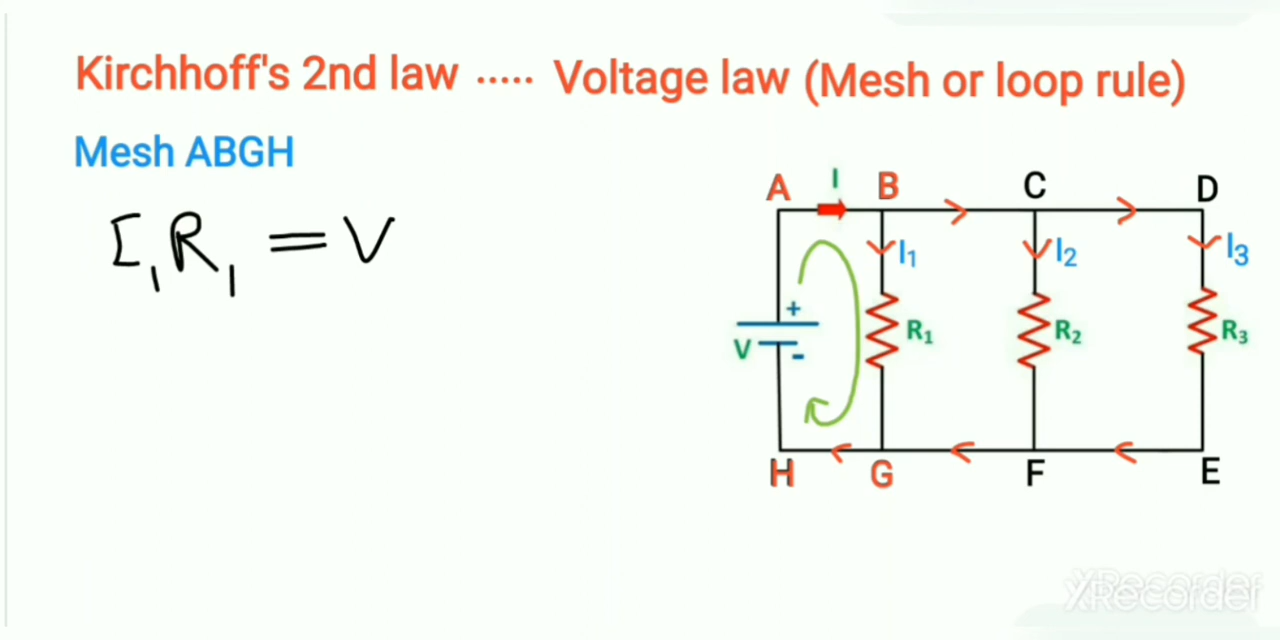 Kirchhoff's 2nd law ..... Voltage law (Mesh or loop rule)
Mesh ABGH
I₁R₁ = V
A I B C D
I₁ I₂ I₃
+
R₁ R₂ R₃
V -
H G F E
XRecorder